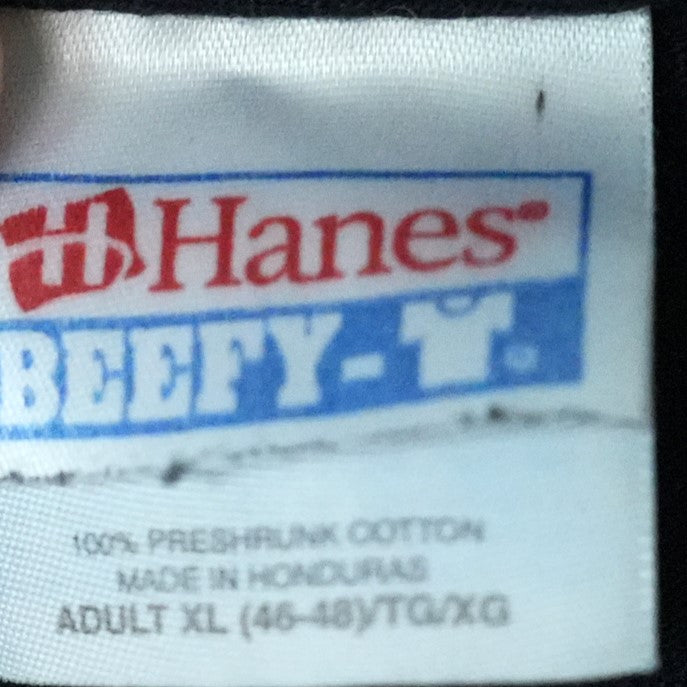 H Hanes®
BEEFY-T®
100% PRESHRUNK COTTON
MADE IN HONDURAS
ADULT XL (46-48)/TG/XG